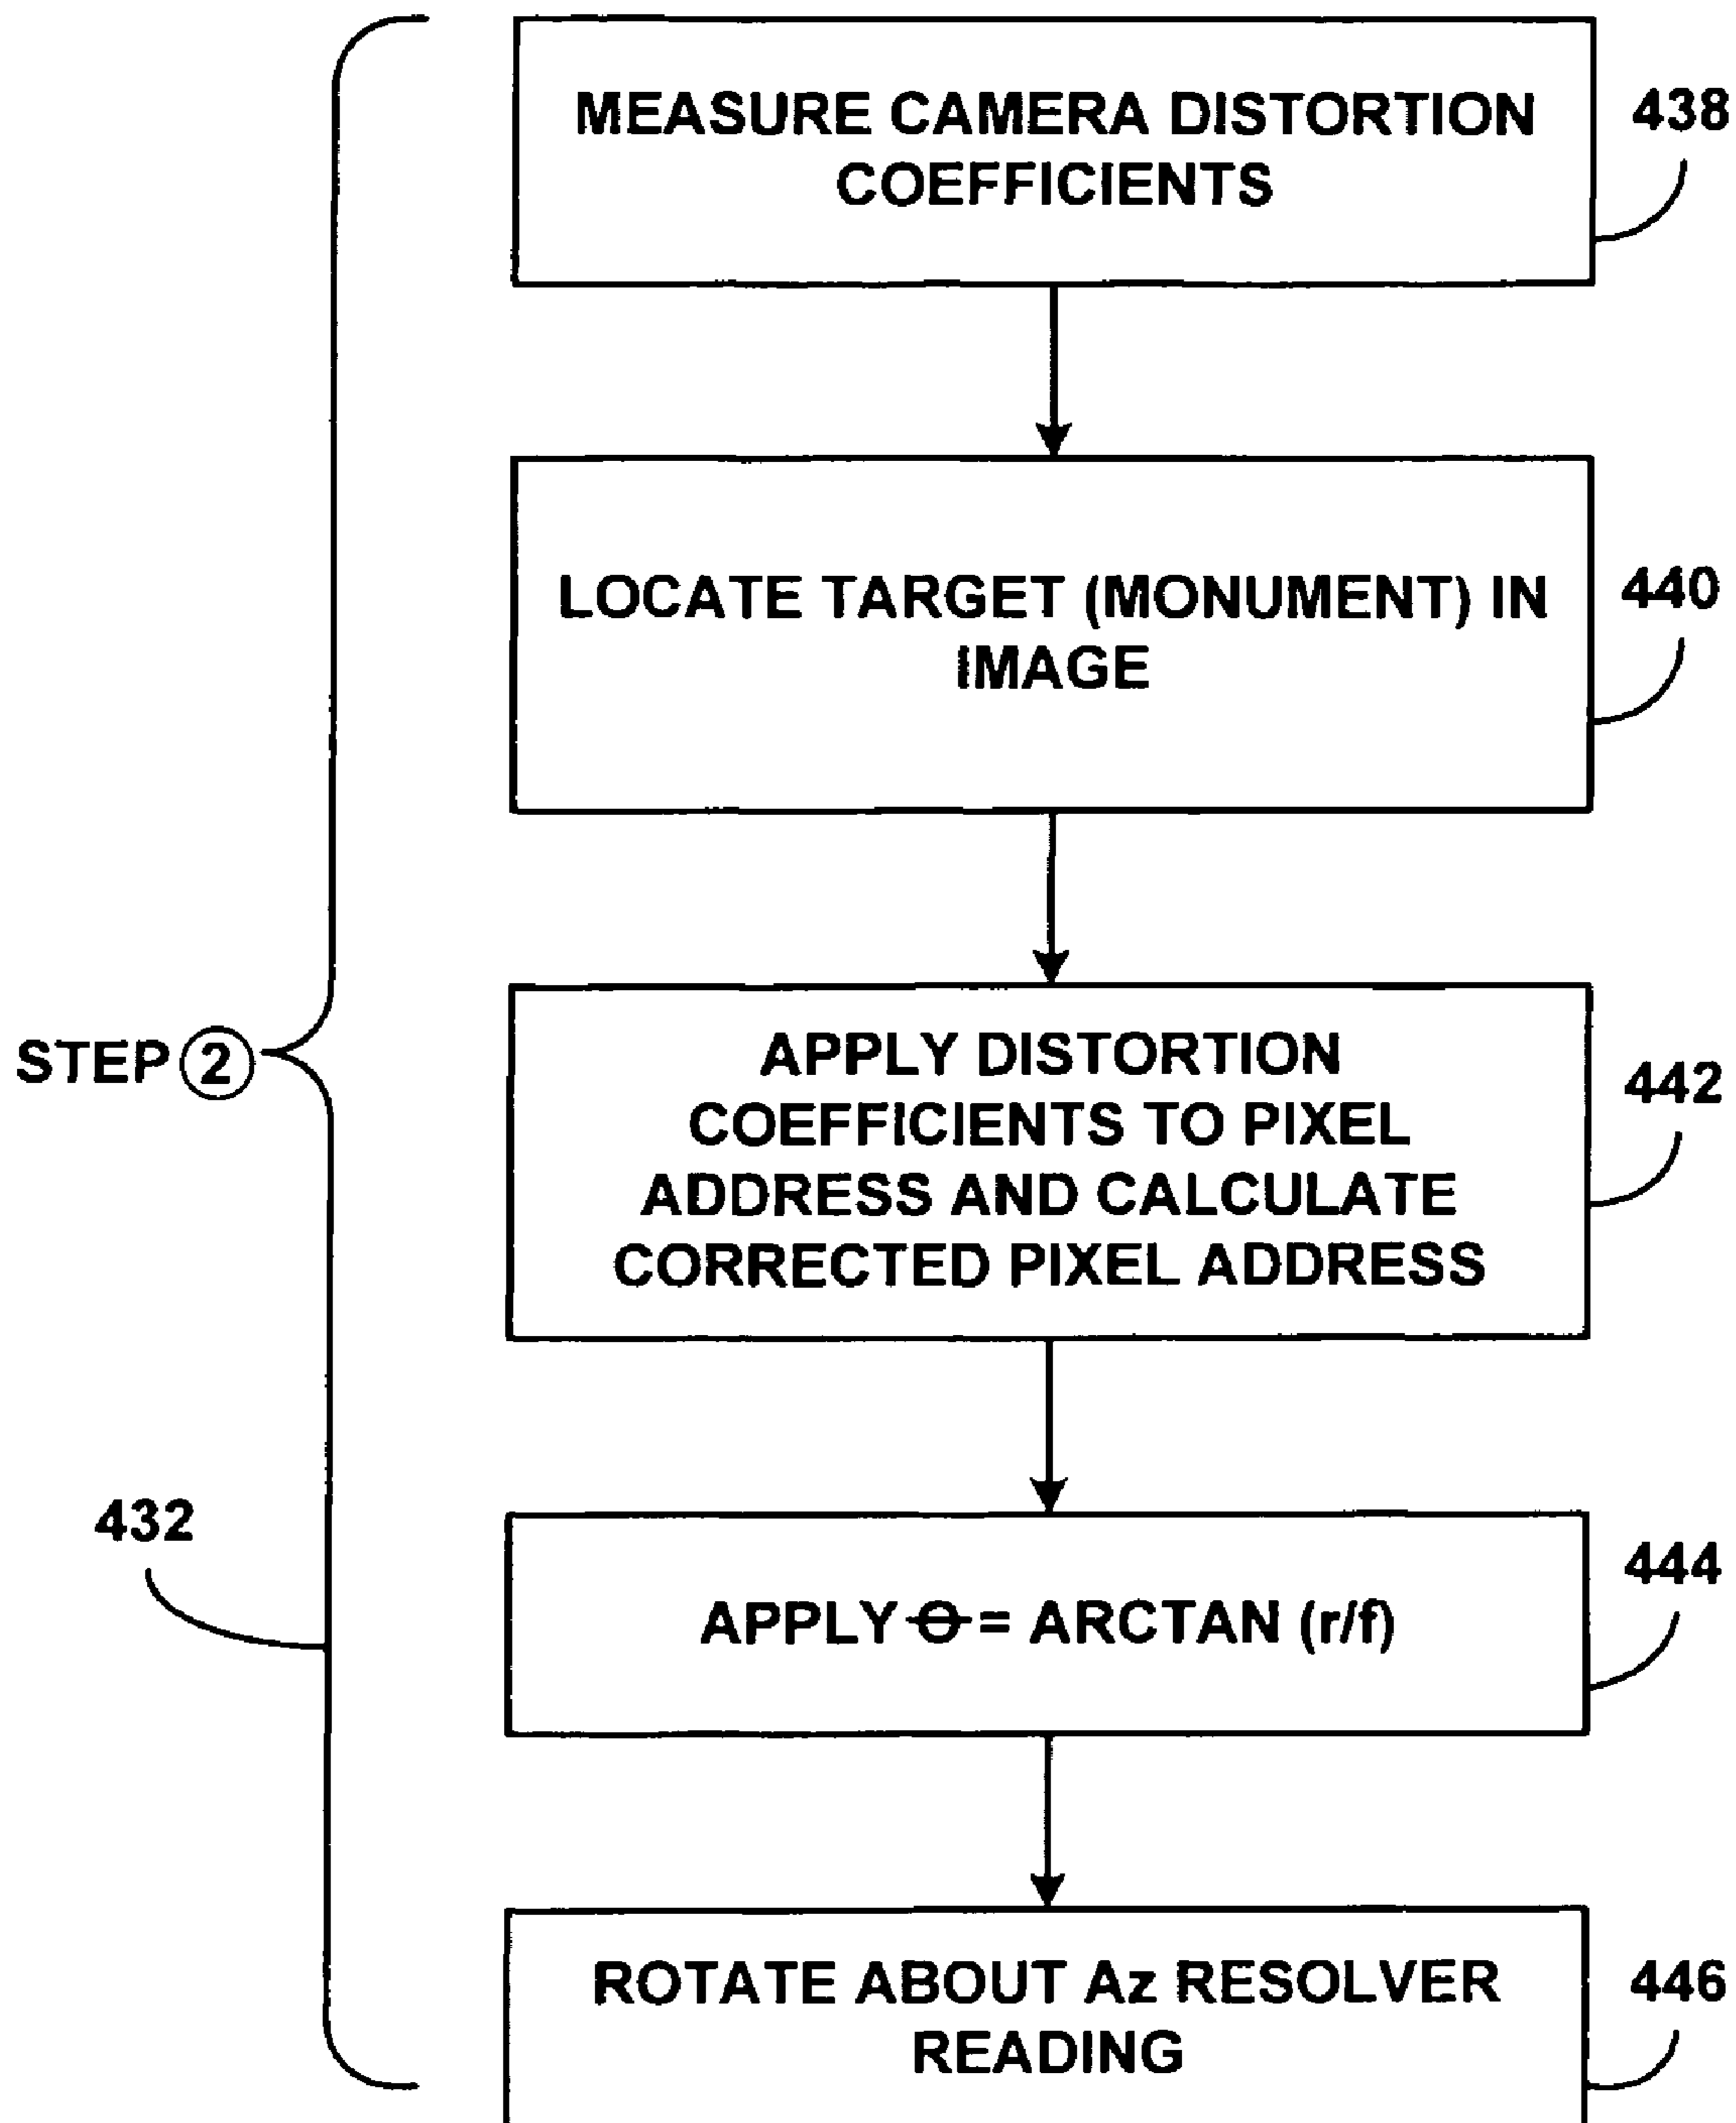 MEASURE CAMERA DISTORTION
COEFFICIENTS
438
LOCATE TARGET (MONUMENT) IN
IMAGE
440
STEP 2
APPLY DISTORTION
COEFFICIENTS TO PIXEL
ADDRESS AND CALCULATE
CORRECTED PIXEL ADDRESS
442
432
APPLY Θ = ARCTAN (r/f)
444
ROTATE ABOUT Az RESOLVER
READING
446